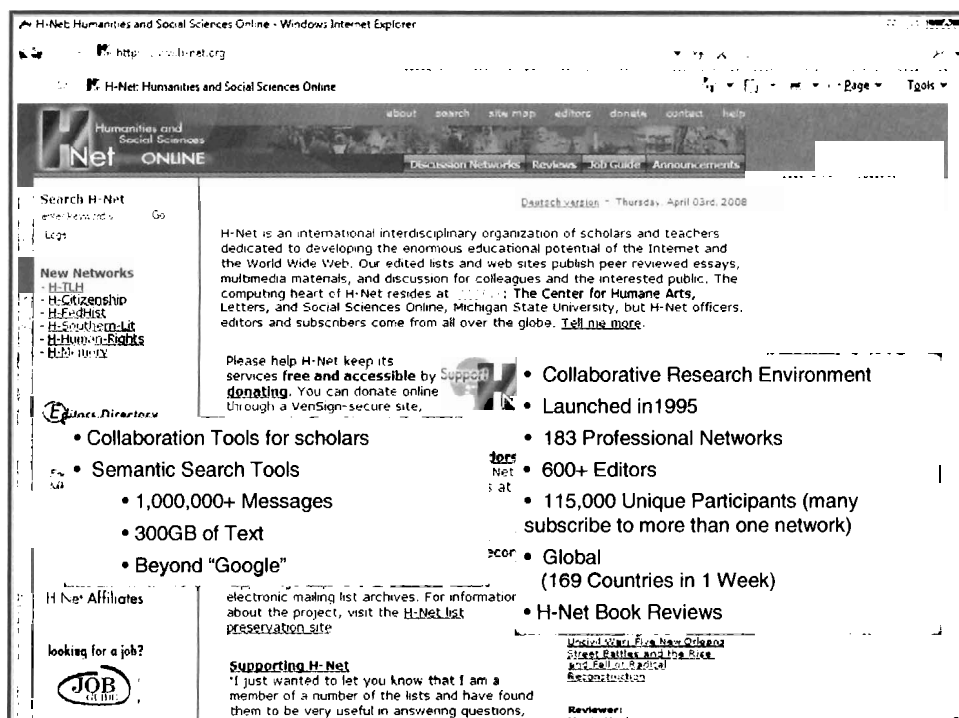 H-Net: Humanities and Social Sciences Online - Windows Internet Explorer
H-Net: Humanities and Social Sciences Online
Page
Tools
about search site map editors donate contact help
Humanities and
Social Sciences
H
Net ONLINE
Discussion Networks Reviews Job Guide Announcements
Search H-Net
Go
Logs
New Networks
- H-TLH
- H-Citizenship
- H-FedHist
- H-Southern-Lit
- H-Human-Rights
- H-Memory
Editors Directory
Deutsch version - Thursday, April 03rd, 2008
H-Net is an international interdisciplinary organization of scholars and teachers
dedicated to developing the enormous educational potential of the Internet and
the World Wide Web. Our edited lists and web sites publish peer reviewed essays,
multimedia materials, and discussion for colleagues and the interested public. The
computing heart of H-Net resides at : The Center for Humane Arts,
Letters, and Social Sciences Online, Michigan State University, but H-Net officers,
editors and subscribers come from all over the globe. Tell me more.
Please help H-Net keep its
services free and accessible by
donating. You can donate online
through a VeriSign-secure site,
Support
• Collaboration Tools for scholars
• Semantic Search Tools
• 1,000,000+ Messages
• 300GB of Text
• Beyond "Google"
• Collaborative Research Environment
• Launched in1995
• 183 Professional Networks
• 600+ Editors
• 115,000 Unique Participants (many
subscribe to more than one network)
• Global
(169 Countries in 1 Week)
• H-Net Book Reviews
H-Net Affiliates
looking for a job?
JOB
GUIDE
electronic mailing list archives. For information
about the project, visit the H-Net list
preservation site
Supporting H-Net
"I just wanted to let you know that I am a
member of a number of the lists and have found
them to be very useful in answering questions,
Uncivil War: Five New Orleans
Street Battles and the Rise
and Fall of Radical
Reconstruction
Reviewer: